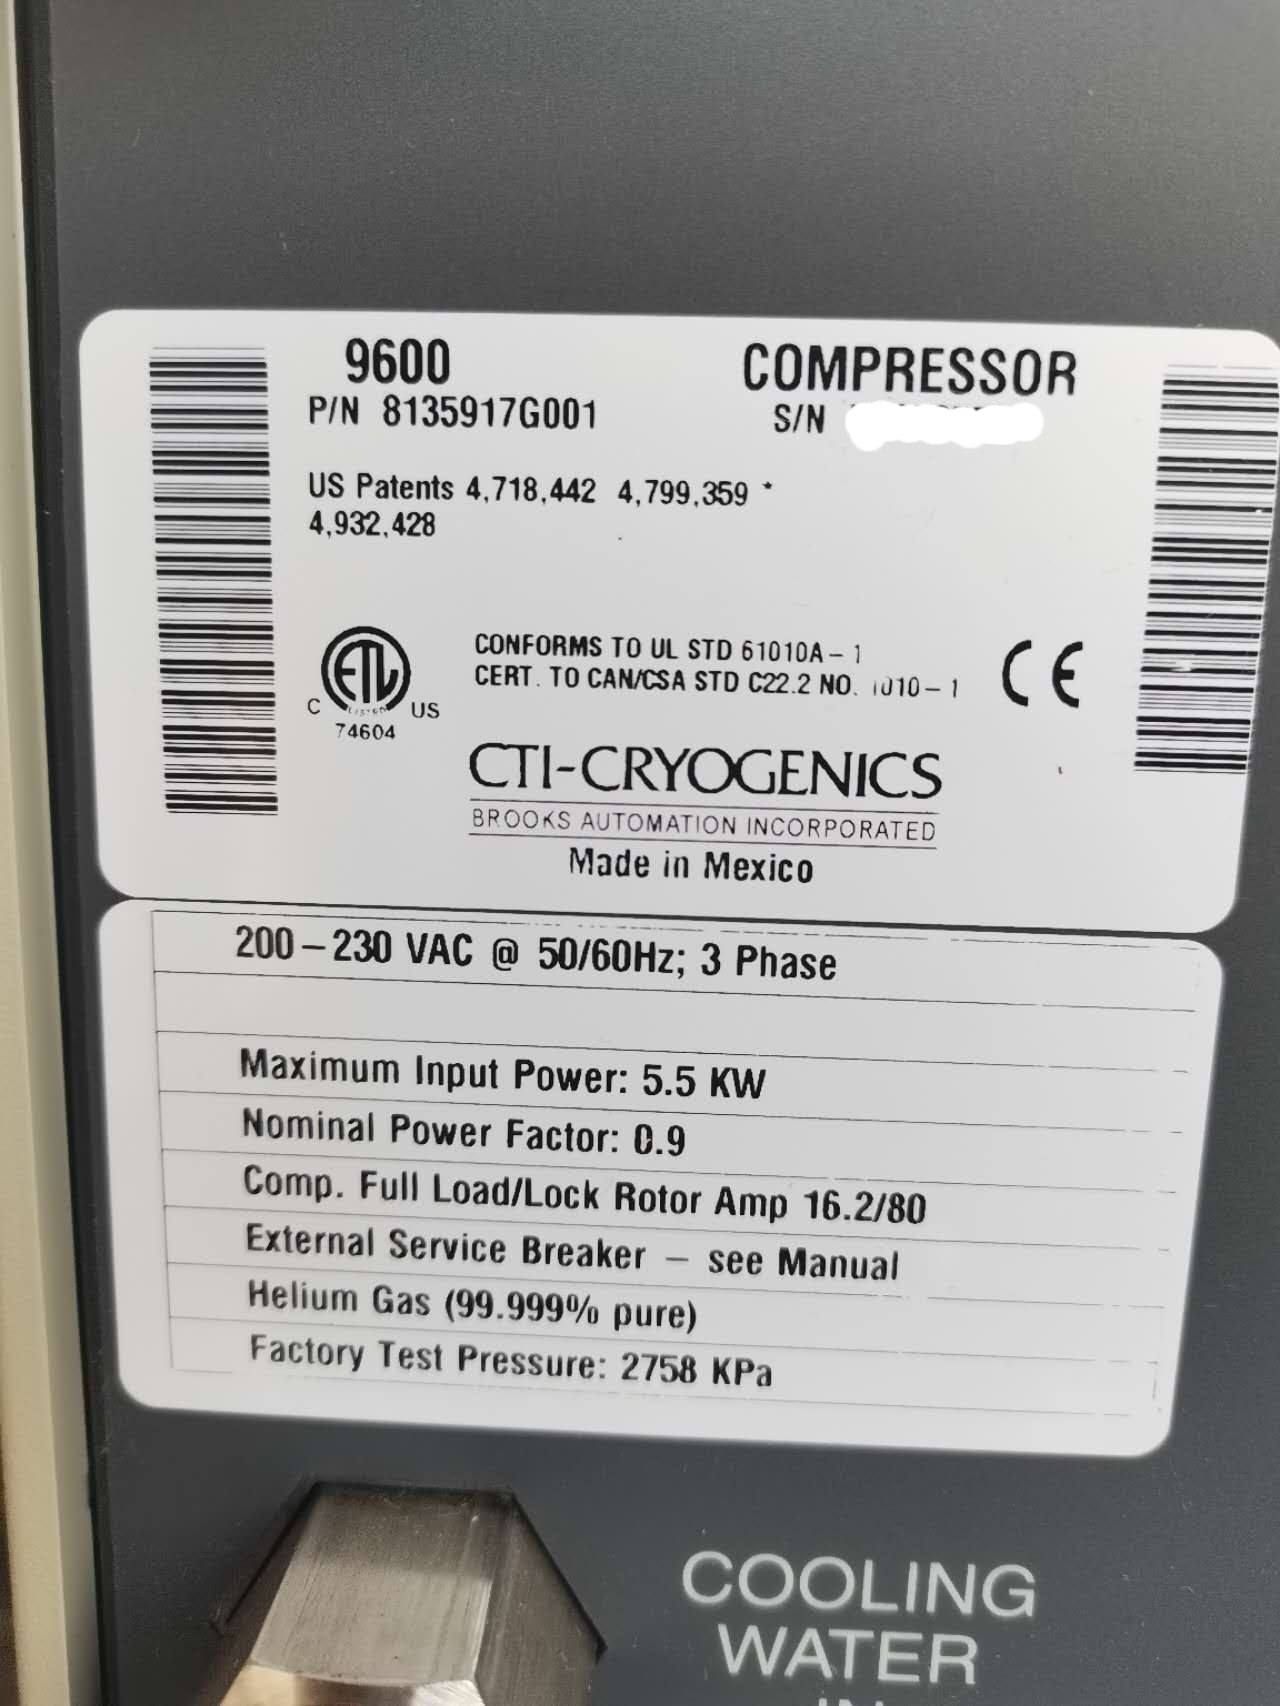 9600
P/N 8135917G001
COMPRESSOR
S/N
US Patents 4,718,442 4,799,359 *
4,932,428
ETL
LISTED
C US
74604
CONFORMS TO UL STD 61010A-1
CERT. TO CAN/CSA STD C22.2 NO. 1010-1
CE
CTI-CRYOGENICS
BROOKS AUTOMATION INCORPORATED
Made in Mexico
200-230 VAC @ 50/60Hz; 3 Phase
Maximum Input Power: 5.5 KW
Nominal Power Factor: 0.9
Comp. Full Load/Lock Rotor Amp 16.2/80
External Service Breaker - see Manual
Helium Gas (99.999% pure)
Factory Test Pressure: 2758 KPa
COOLING
WATER
IN